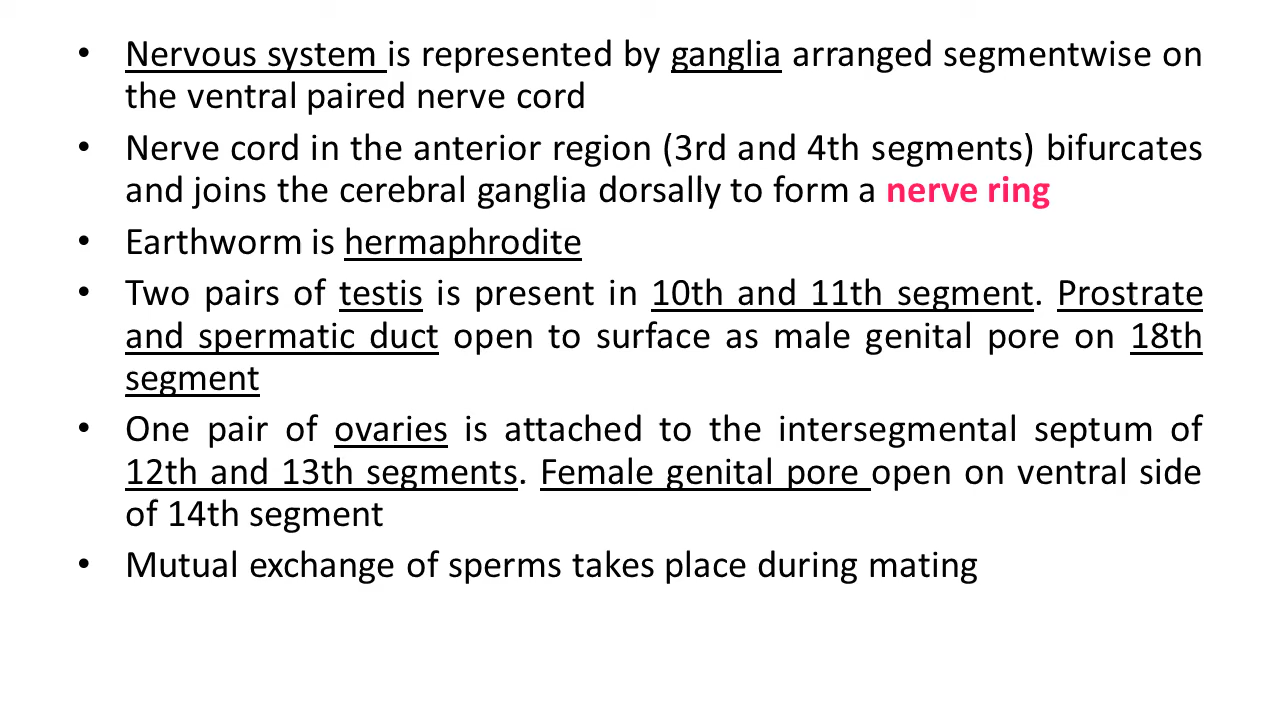 • Nervous system is represented by ganglia arranged segmentwise on
the ventral paired nerve cord
• Nerve cord in the anterior region (3rd and 4th segments) bifurcates
and joins the cerebral ganglia dorsally to form a nerve ring
• Earthworm is hermaphrodite
• Two pairs of testis is present in 10th and 11th segment. Prostrate
and spermatic duct open to surface as male genital pore on 18th
segment
• One pair of ovaries is attached to the intersegmental septum of
12th and 13th segments. Female genital pore open on ventral side
of 14th segment
• Mutual exchange of sperms takes place during mating